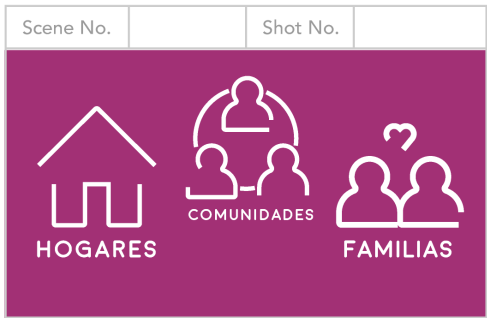 Scene No.
Shot No.
HOGARES
COMUNIDADES
FAMILIAS